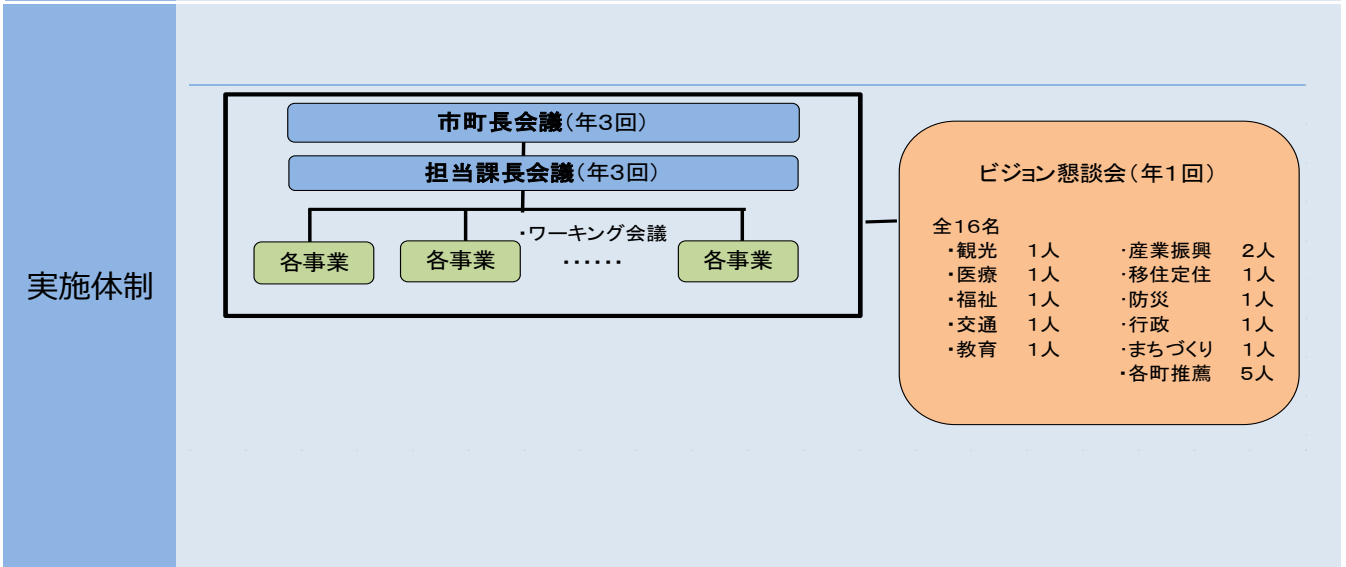 実施体制
市町長会議（年３回）
担当課長会議（年３回）
・ワーキング会議
各事業 各事業 ‥‥‥ 各事業
ビジョン懇談会（年１回）
全１６名
・観光 １人 ・産業振興 ２人
・医療 １人 ・移住定住 １人
・福祉 １人 ・防災 １人
・交通 １人 ・行政 １人
・教育 １人 ・まちづくり １人
・各町推薦 ５人